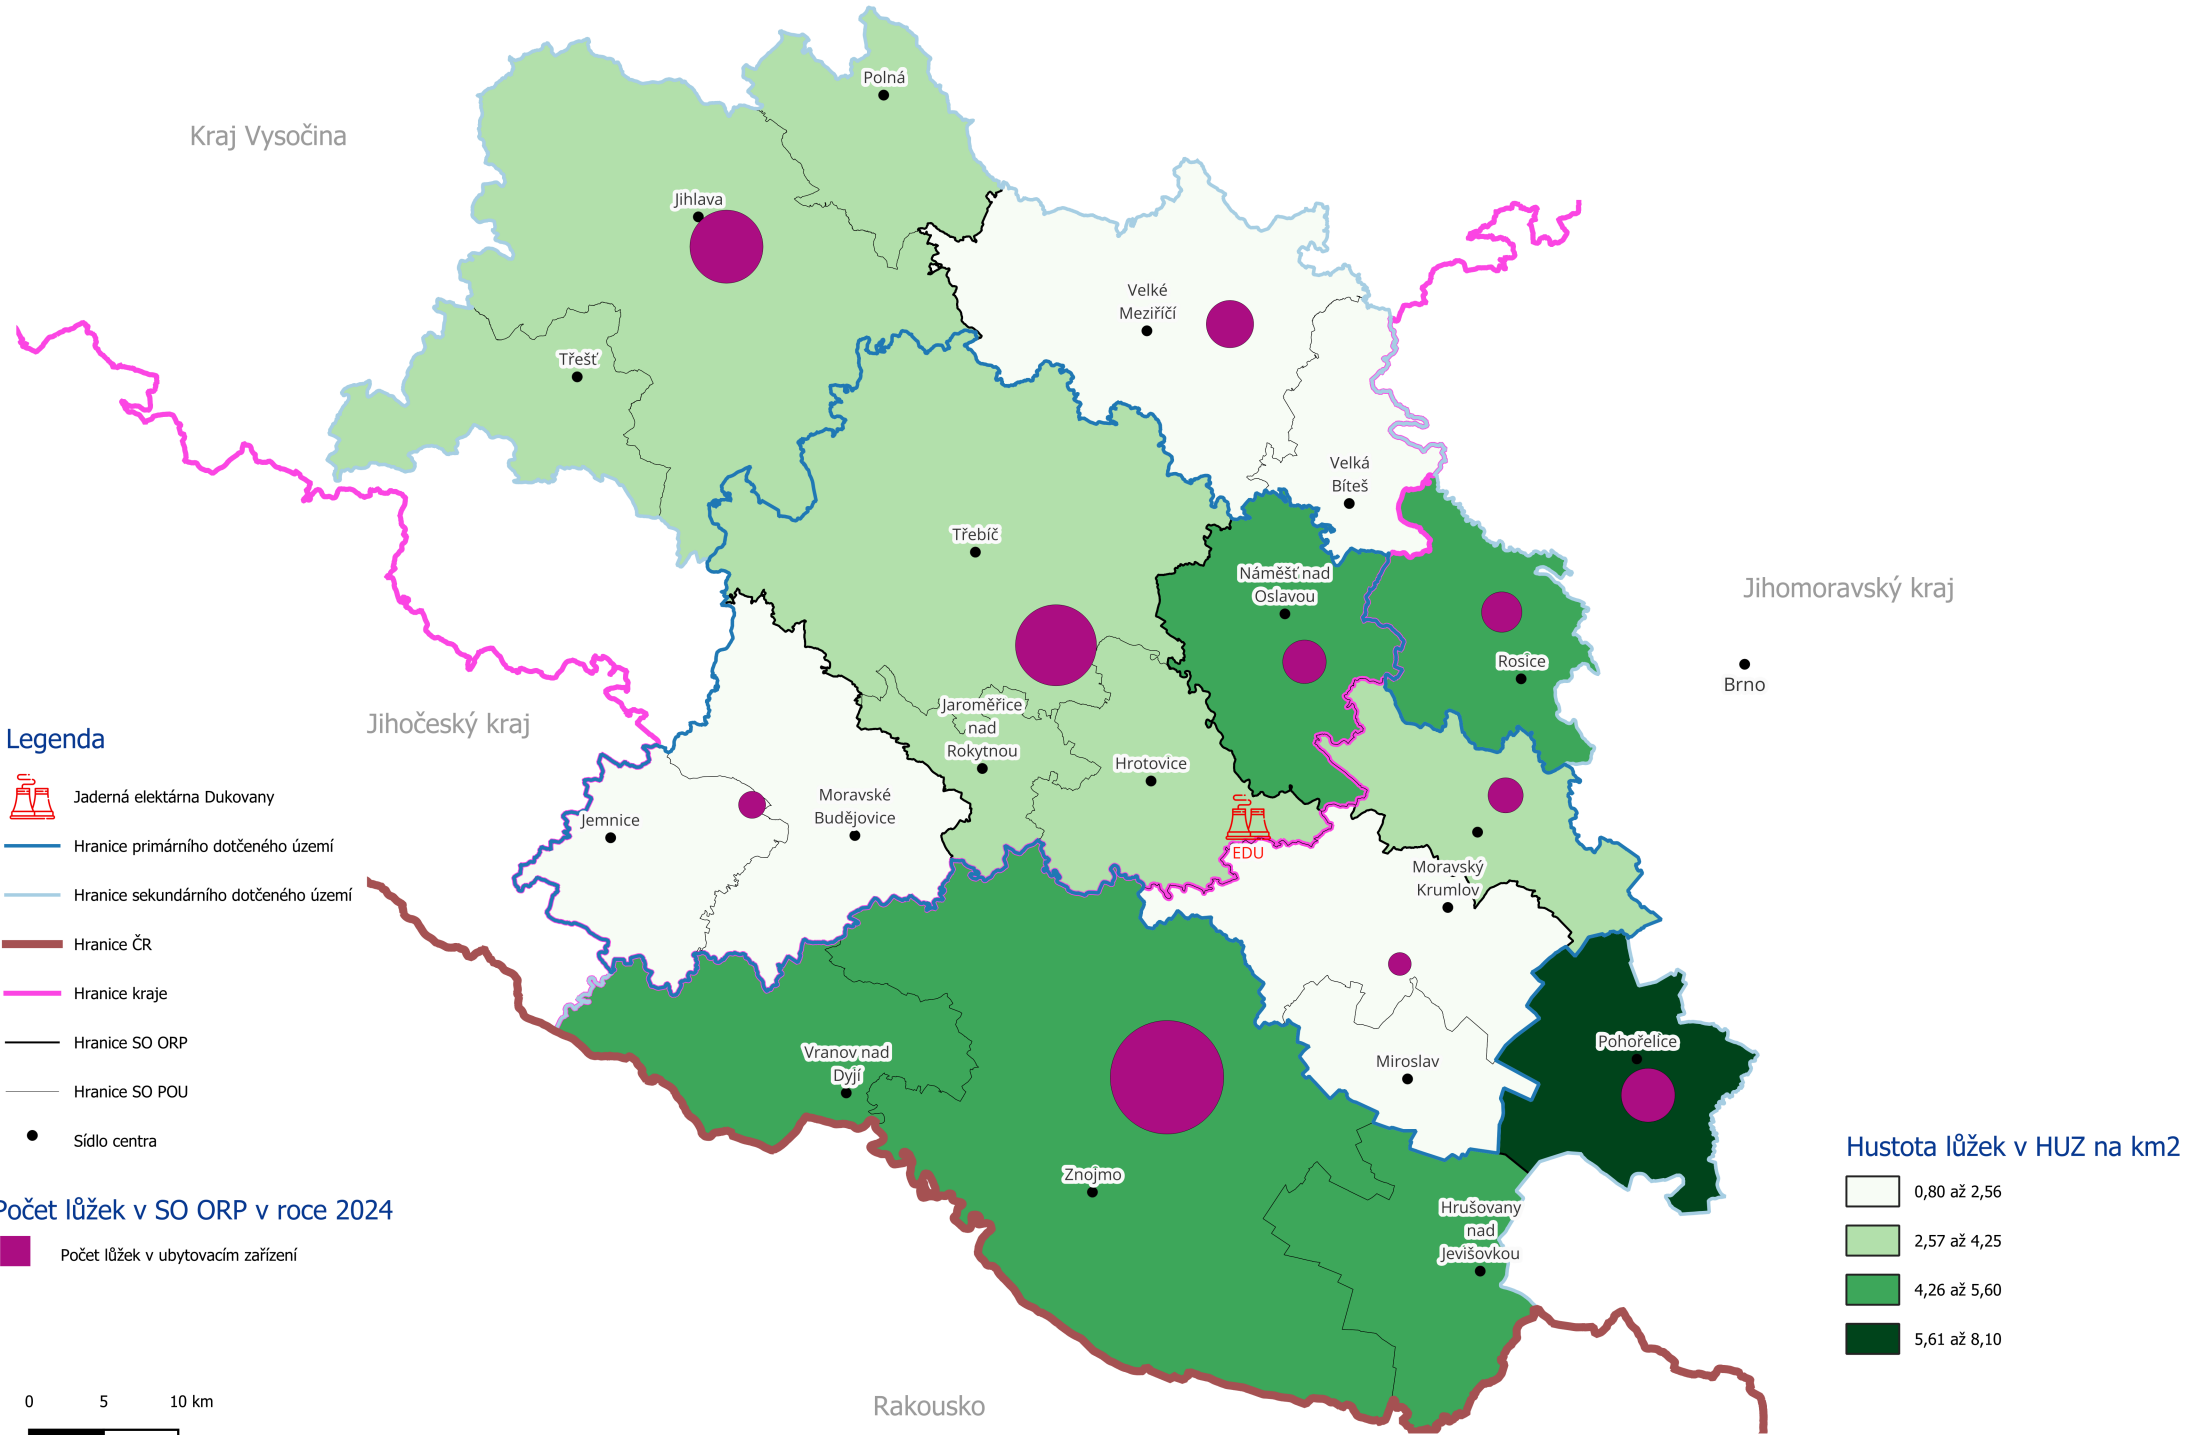 Polná
Kraj Vysočina
Jihlava
Velké
Meziříčí
Třešť
Velká
Bíteš
Třebíč
Náměšť nad
Oslavou
Jihomoravský kraj
Rosice
Brno
Jihočeský kraj
Jaroměřice
nad
Rokytnou
Hrotovice
Moravské
Budějovice
Jemnice
EDU
Moravský
Krumlov
Pohořelice
Vranov nad
Dyjí
Miroslav
Znojmo
Hrušovany
nad
Jevišovkou
Rakousko
Legenda
Jaderná elektárna Dukovany
Hranice primárního dotčeného území
Hranice sekundárního dotčeného území
Hranice ČR
Hranice kraje
Hranice SO ORP
Hranice SO POU
Sídlo centra
Počet lůžek v SO ORP v roce 2024
Počet lůžek v ubytovacím zařízení
0 5 10 km
Hustota lůžek v HUZ na km2
0,80 až 2,56
2,57 až 4,25
4,26 až 5,60
5,61 až 8,10